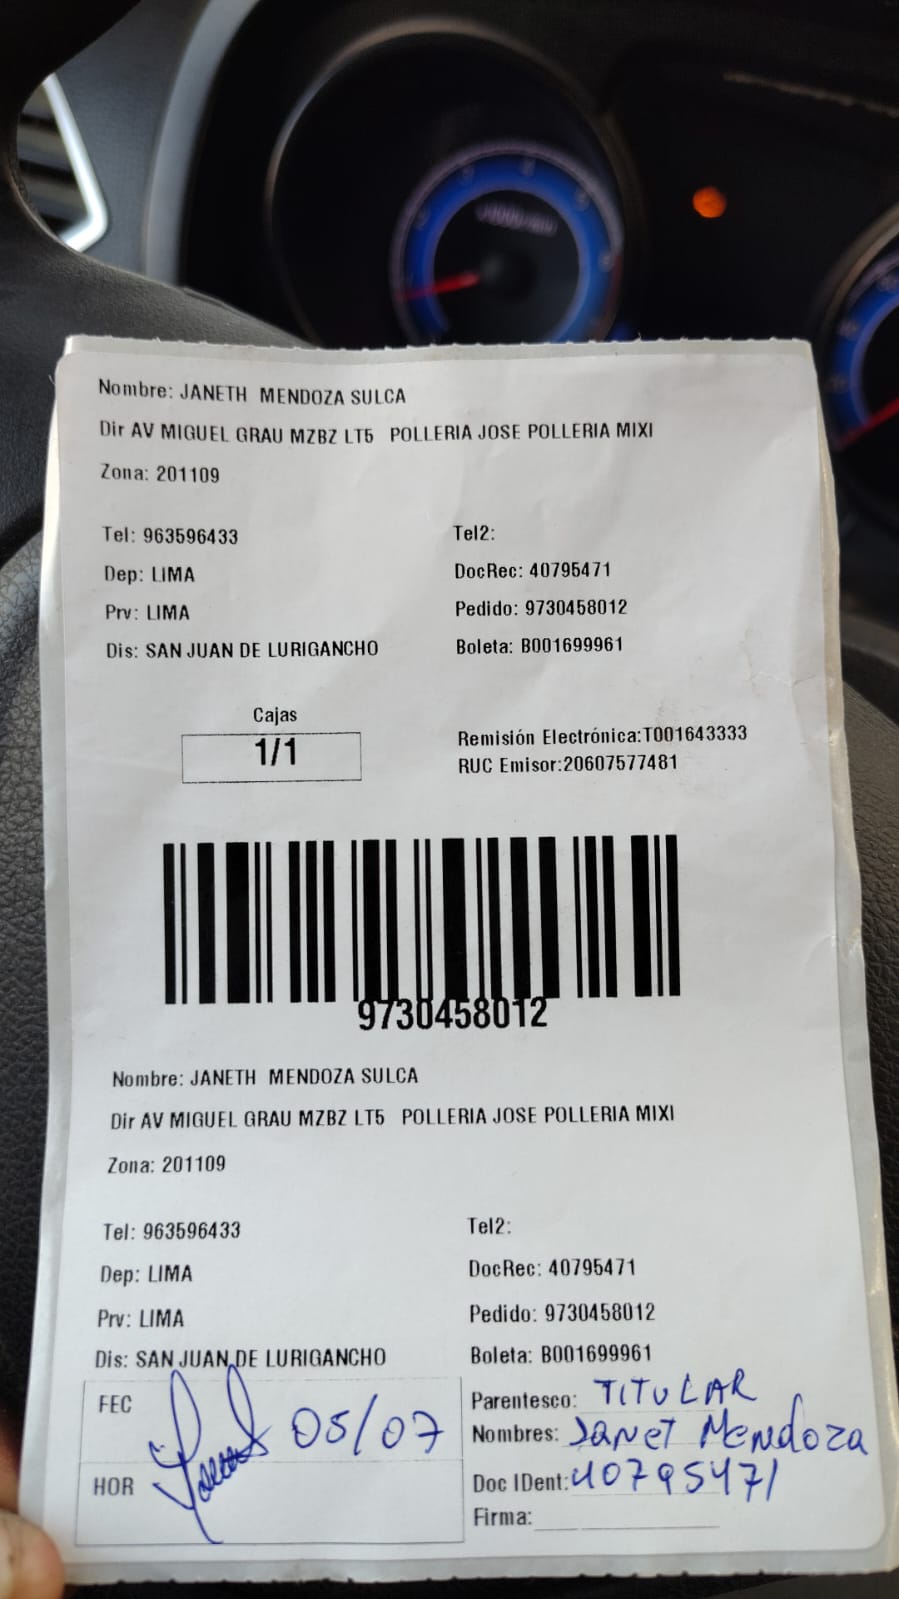 Nombre: JANETH MENDOZA SULCA
Dir AV MIGUEL GRAU MZBZ LT5 POLLERIA JOSE POLLERIA MIXI
Zona: 201109
Tel: 963596433 Tel2:
Dep: LIMA DocRec: 40795471
Prv: LIMA Pedido: 9730458012
Dis: SAN JUAN DE LURIGANCHO Boleta: B001699961
Cajas
1/1
Remisión Electrónica:T001643333
RUC Emisor:20607577481
9730458012
Nombre: JANETH MENDOZA SULCA
Dir AV MIGUEL GRAU MZBZ LT5 POLLERIA JOSE POLLERIA MIXI
Zona: 201109
Tel: 963596433 Tel2:
Dep: LIMA DocRec: 40795471
Prv: LIMA Pedido: 9730458012
Dis: SAN JUAN DE LURIGANCHO Boleta: B001699961
FEC 05/07 Parentesco: TITULAR
Nombres: Janet Mendoza
HOR Doc IDent: 40795471
Firma: